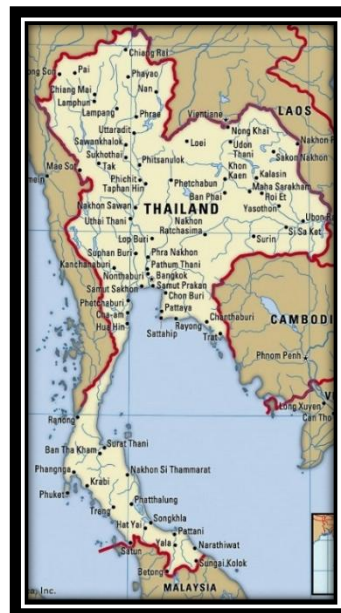 Chiang Rai
Pai
Phayao
Chiang Mai
Nan
Lamphun
Lampang
Phrae
LAOS
Vientiane
Uttaradit
Nong Khai
Loei
Udon
Thani
Sawankhalok
Sakon Nakhon
Sukhothai
Phitsanulok
Mae Sot
Tak
Khon
Kaen
Kalasin
Phichit
Phetchabun
Maha Sarakham
Taphan Hin
Ban Phai
Roi Et
Yasothon
Nakhon Sawan
THAILAND
Uthai Thani
Nakhon
Ratchasima
Surin
Si Sa Ket
Lop Buri
Suphan Buri
Phra Nakhon
Kanchanaburi
Pathum Thani
Nonthaburi
Bangkok
Samut Sakhon
Samut Prakan
Phetchaburi
Chon Buri
CAMBODI
Cha-am
Pattaya
Chanthaburi
Hua Hin
Rayong
Sattahip
Trat
Phnom Penh
Long Xuyen
Ranong
Surat Thani
Ban Tha Kham
Phangnga
Nakhon Si Thammarat
Krabi
Phuket
Phatthalung
Trang
Songkhla
Hat Yai
Pattani
Satun
Yala
Narathiwat
Sungai Kolok
Betong
MALAYSIA